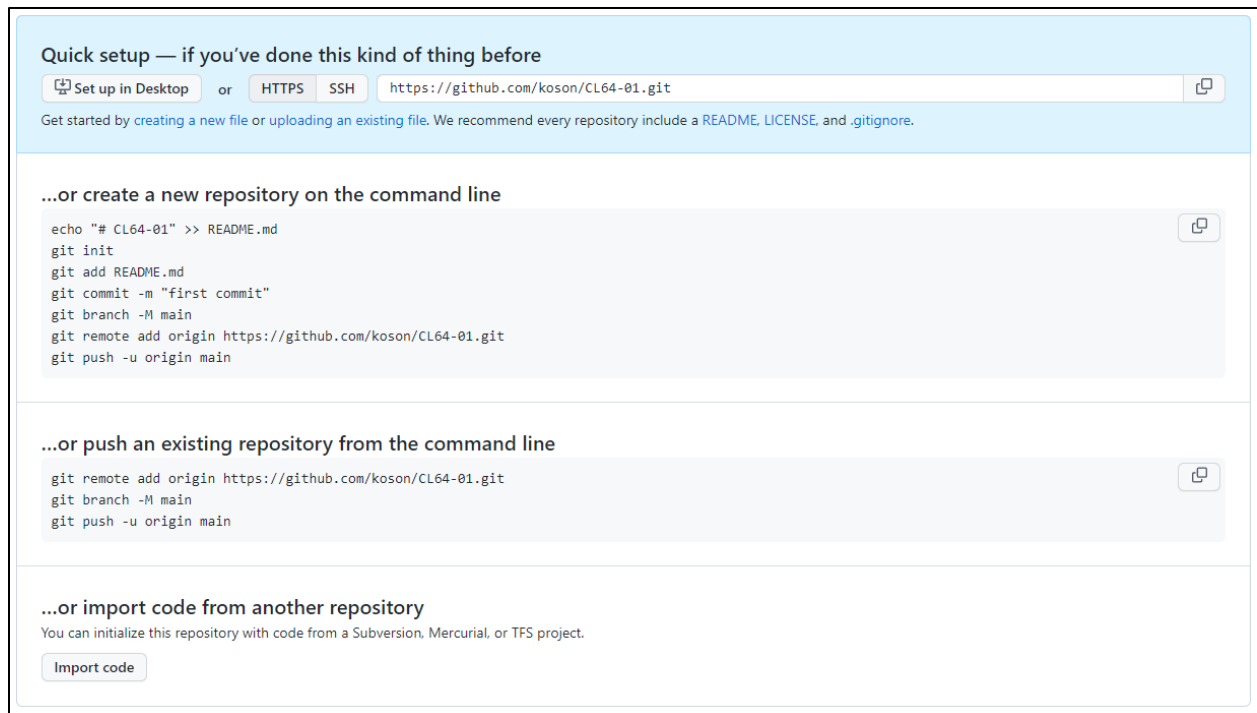 Quick setup — if you’ve done this kind of thing before
Set up in Desktop or HTTPS SSH https://github.com/koson/CL64-01.git
Get started by creating a new file or uploading an existing file. We recommend every repository include a README, LICENSE, and .gitignore.
…or create a new repository on the command line
echo "# CL64-01" >> README.md
git init
git add README.md
git commit -m "first commit"
git branch -M main
git remote add origin https://github.com/koson/CL64-01.git
git push -u origin main
…or push an existing repository from the command line
git remote add origin https://github.com/koson/CL64-01.git
git branch -M main
git push -u origin main
…or import code from another repository
You can initialize this repository with code from a Subversion, Mercurial, or TFS project.
Import code